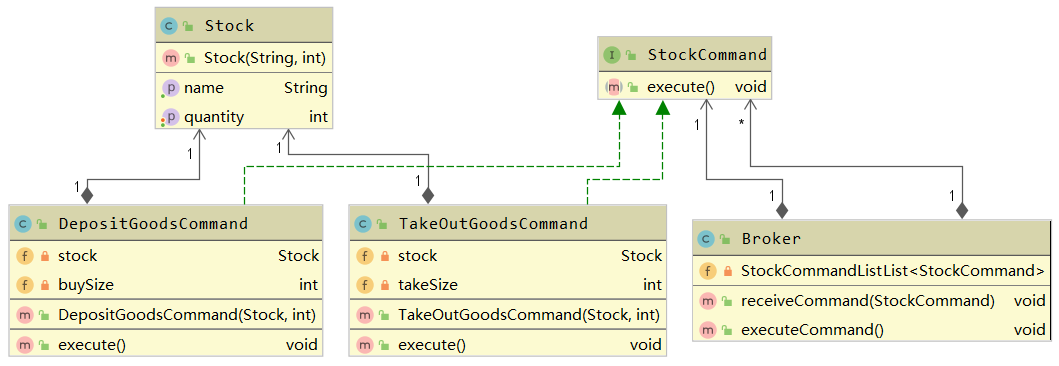 C Stock
m Stock(String, int)
p name String
p quantity int
I StockCommand
m execute() void
1
1
1
*
1
1
1
1
C DepositGoodsCommand
f stock Stock
f buySize int
m DepositGoodsCommand(Stock, int)
m execute() void
C TakeOutGoodsCommand
f stock Stock
f takeSize int
m TakeOutGoodsCommand(Stock, int)
m execute() void
C Broker
f StockCommandListList<StockCommand>
m receiveCommand(StockCommand) void
m executeCommand() void